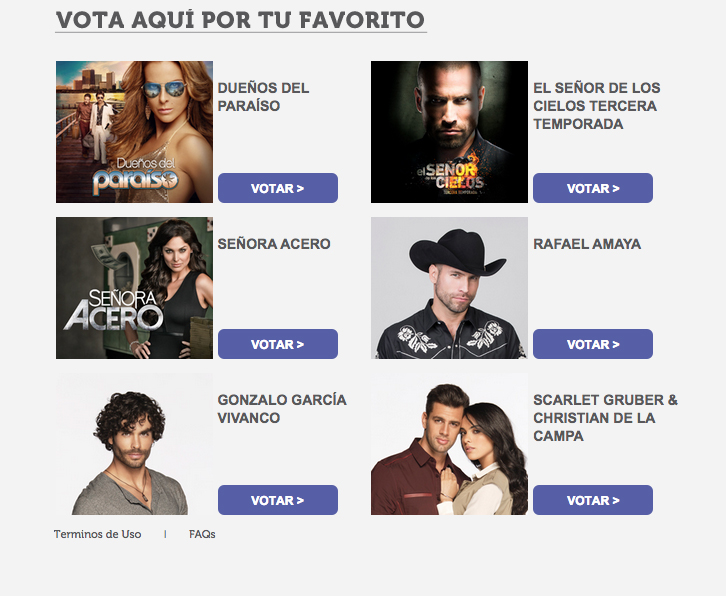 VOTA AQUÍ POR TU FAVORITO
Dueños del
paraíso
DUEÑOS DEL
PARAÍSO
VOTAR >
el SEÑOR
DE LOS
CIELOS
EL SEÑOR DE LOS
CIELOS TERCERA
TEMPORADA
VOTAR >
SEÑORA
ACERO
SEÑORA ACERO
VOTAR >
RAFAEL AMAYA
VOTAR >
GONZALO GARCÍA
VIVANCO
VOTAR >
SCARLET GRUBER &
CHRISTIAN DE LA
CAMPA
VOTAR >
Terminos de Uso | FAQs